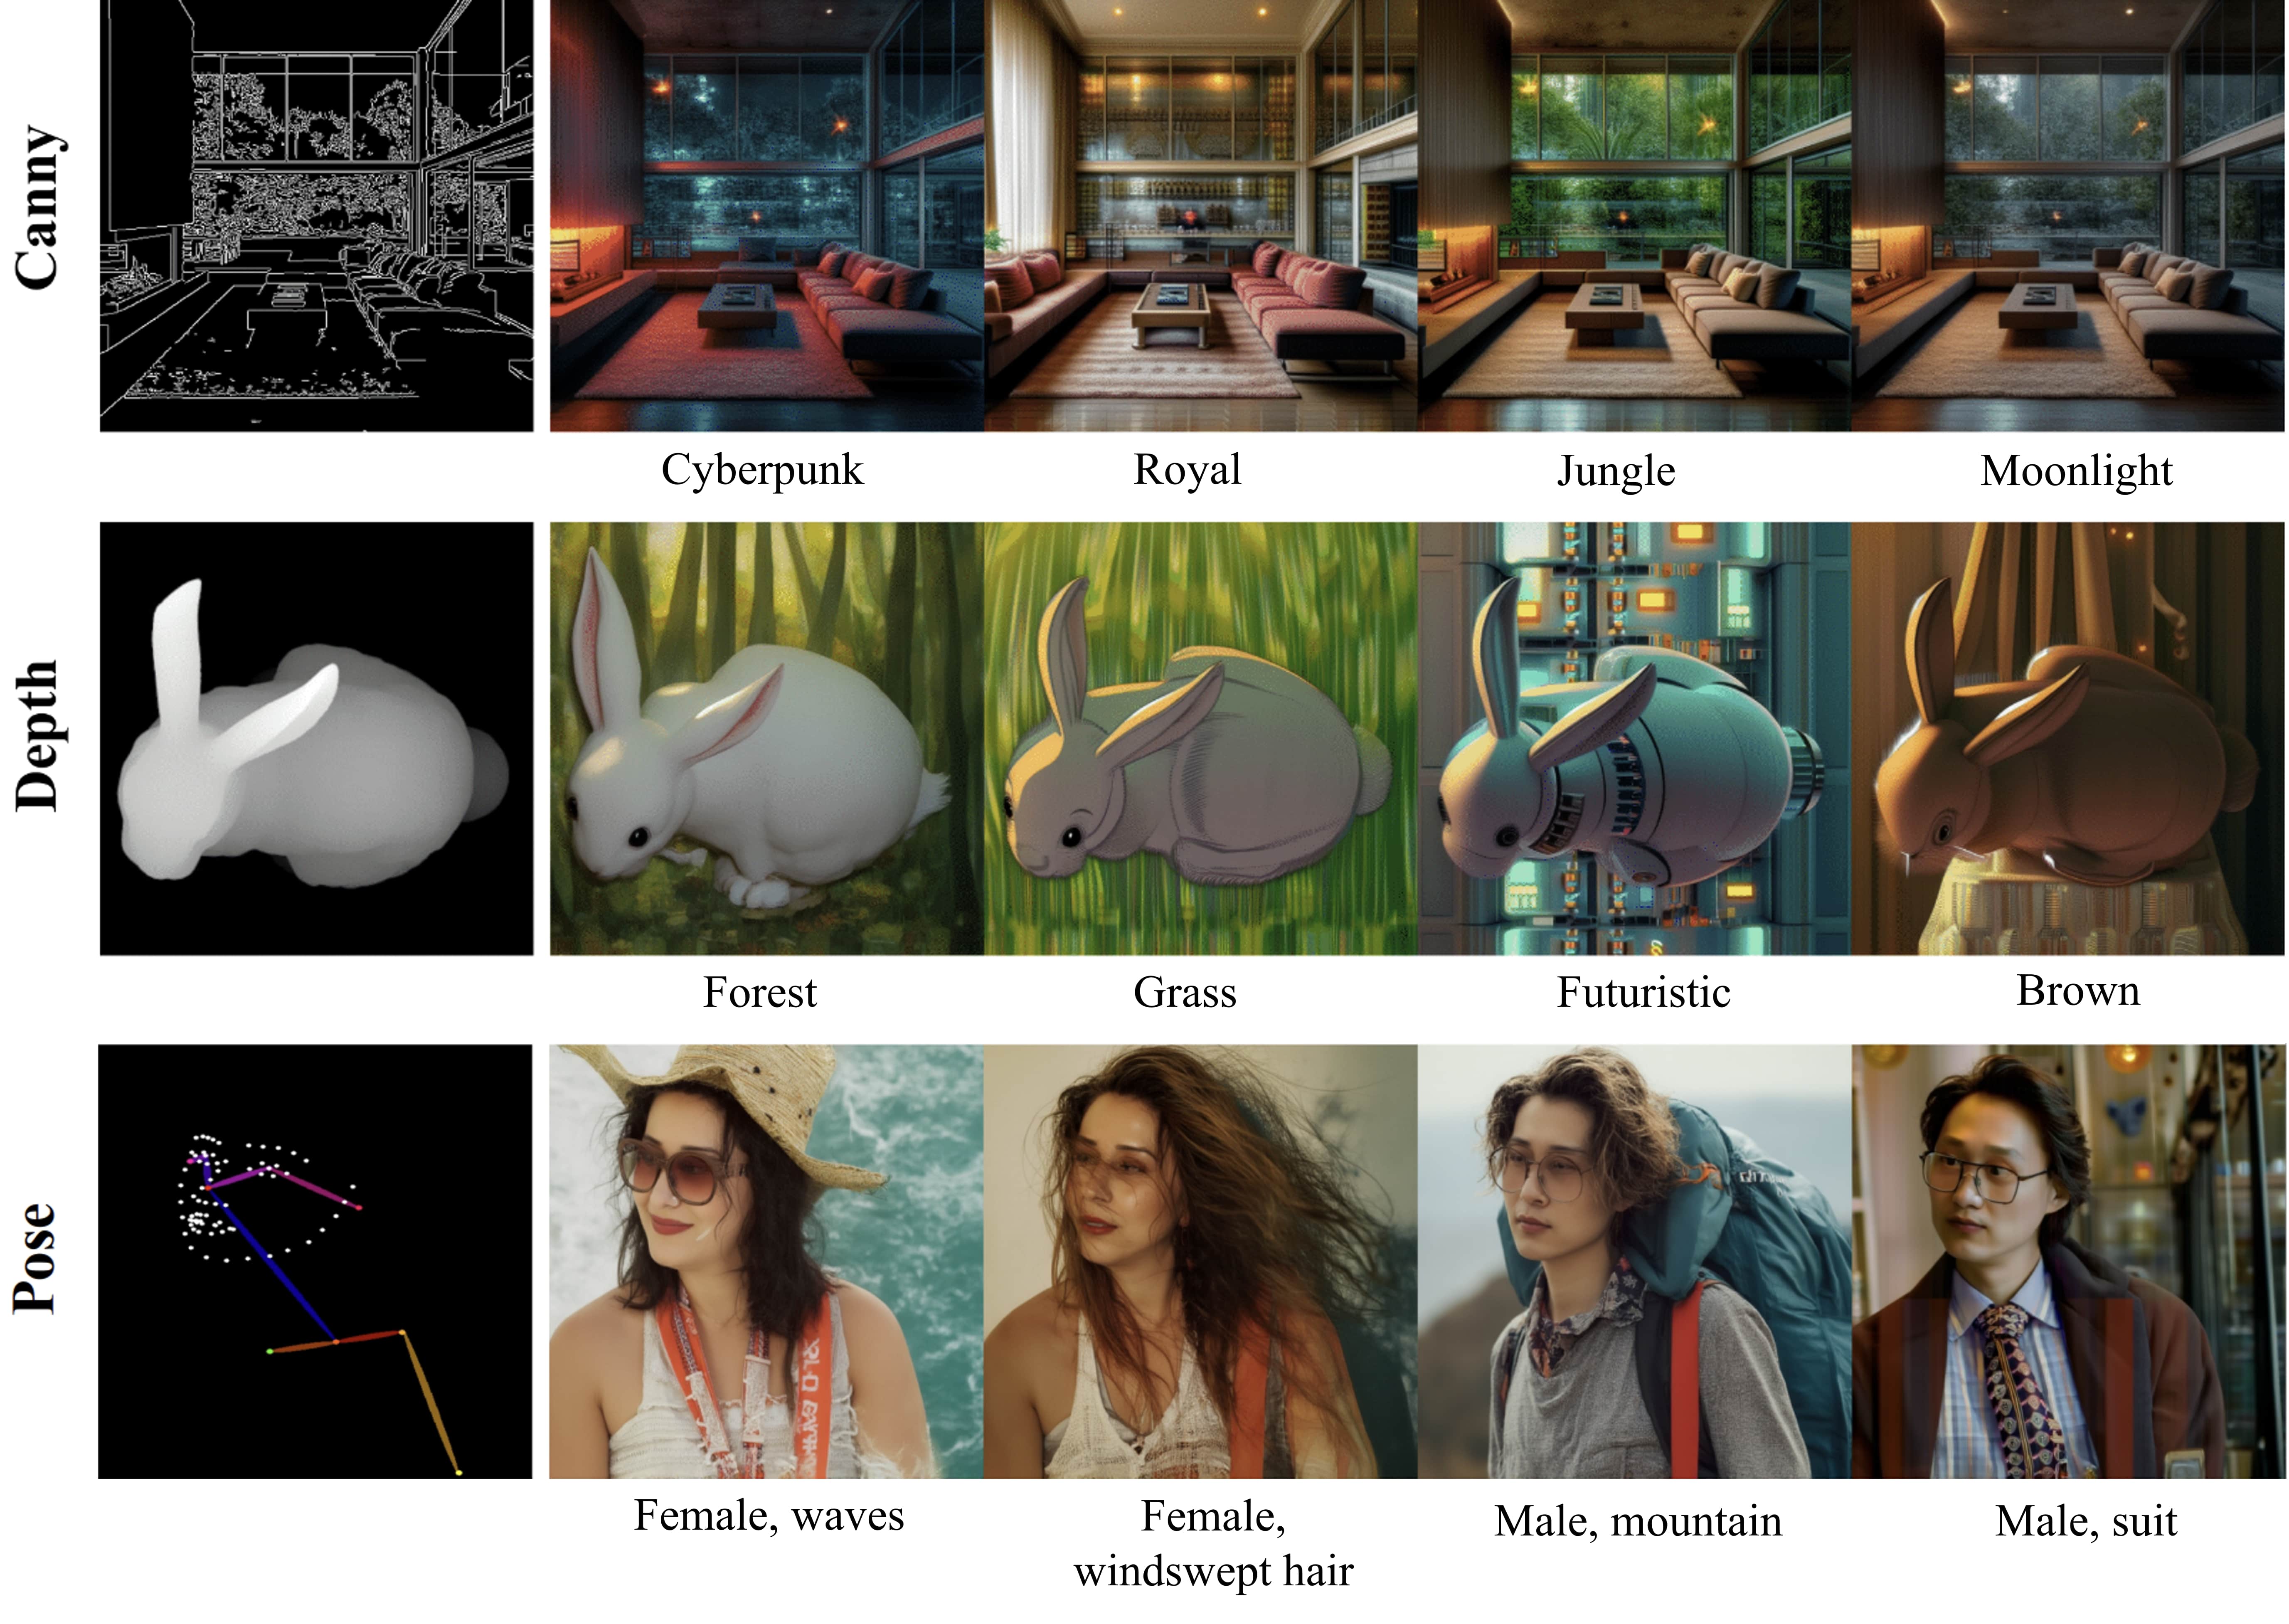 Canny
Cyberpunk
Royal
Jungle
Moonlight
Depth
Forest
Grass
Futuristic
Brown
Pose
Female, waves
Female,
windswept hair
Male, mountain
Male, suit